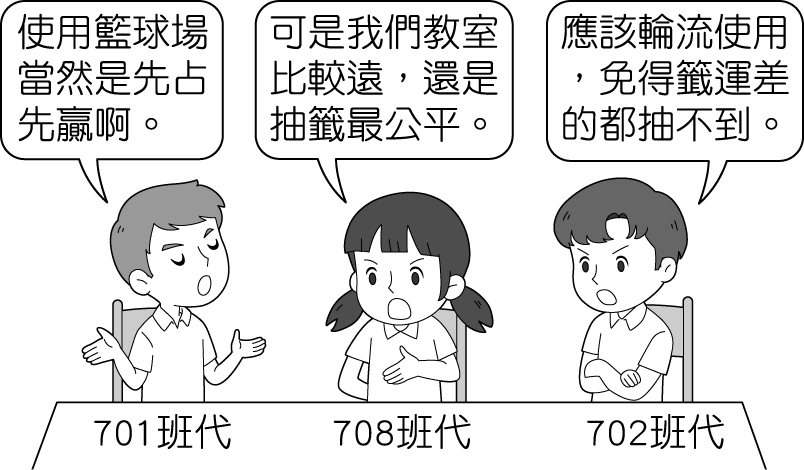 使用籃球場
當然是先占
先贏啊。
可是我們教室
比較遠，還是
抽籤最公平。
應該輪流使用
，免得籤運差
的都抽不到。
701班代
708班代
702班代